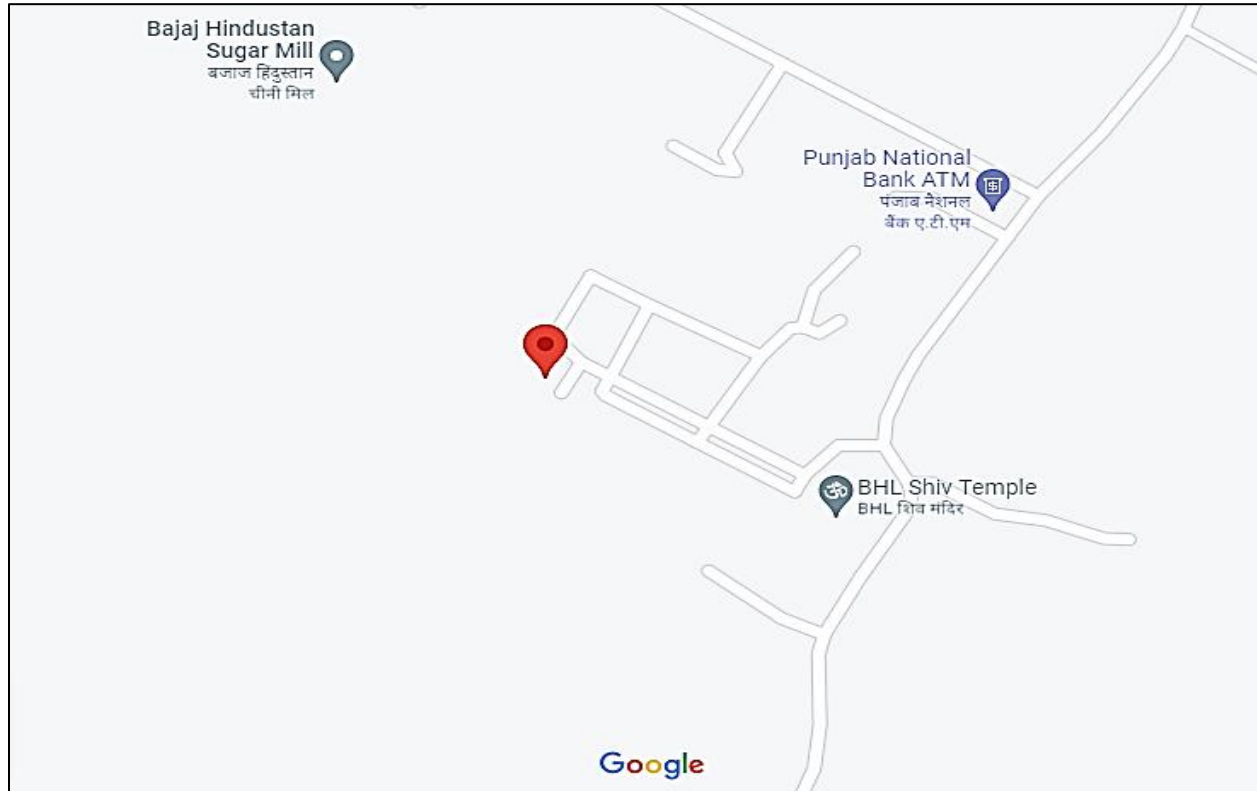 Bajaj Hindustan
Sugar Mill
बजाज हिंदुस्तान
चीनी मिल
Punjab National
Bank ATM
पंजाब नैशनल
बैंक ए.टी.एम
BHL Shiv Temple
BHL शिव मंदिर
Google